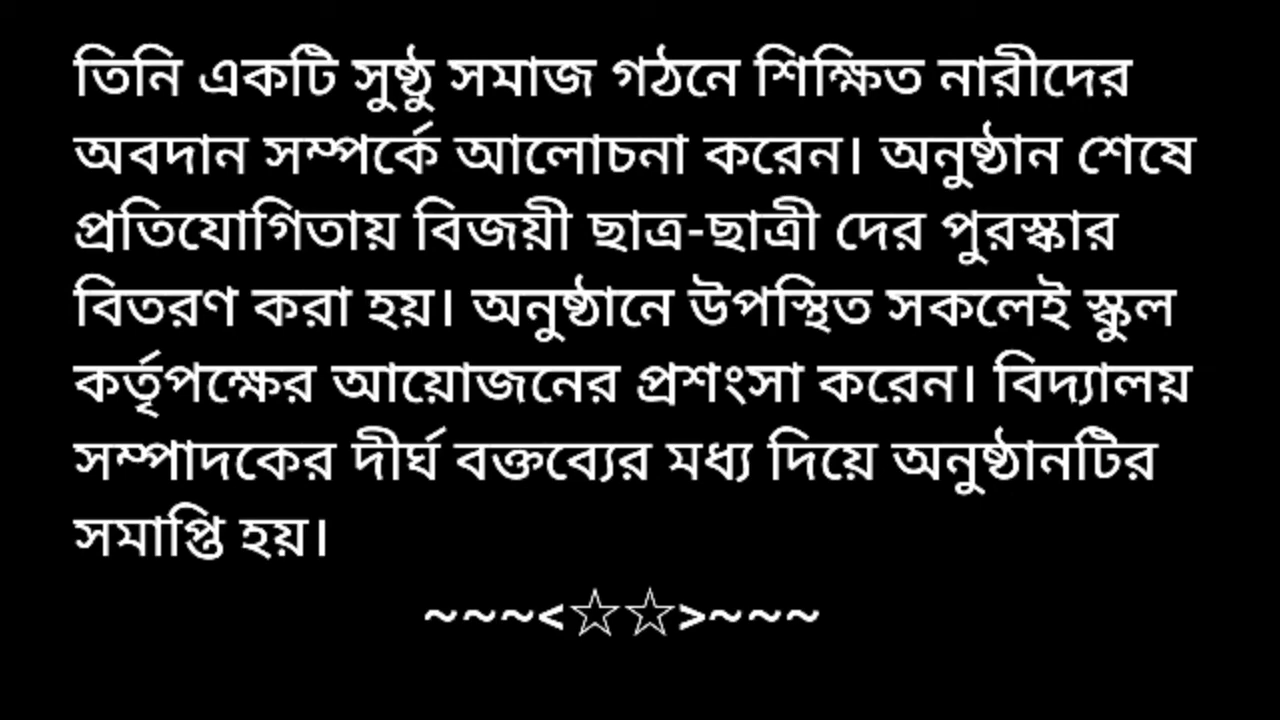 তিনি একটি সুষ্ঠু সমাজ গঠনে শিক্ষিত নারীদের
অবদান সম্পর্কে আলোচনা করেন। অনুষ্ঠান শেষে
প্রতিযোগিতায় বিজয়ী ছাত্র-ছাত্রী দের পুরস্কার
বিতরণ করা হয়। অনুষ্ঠানে উপস্থিত সকলেই স্কুল
কর্তৃপক্ষের আয়োজনের প্রশংসা করেন। বিদ্যালয়
সম্পাদকের দীর্ঘ বক্তব্যের মধ্য দিয়ে অনুষ্ঠানটির
সমাপ্তি হয়।
~~~<☆☆>~~~